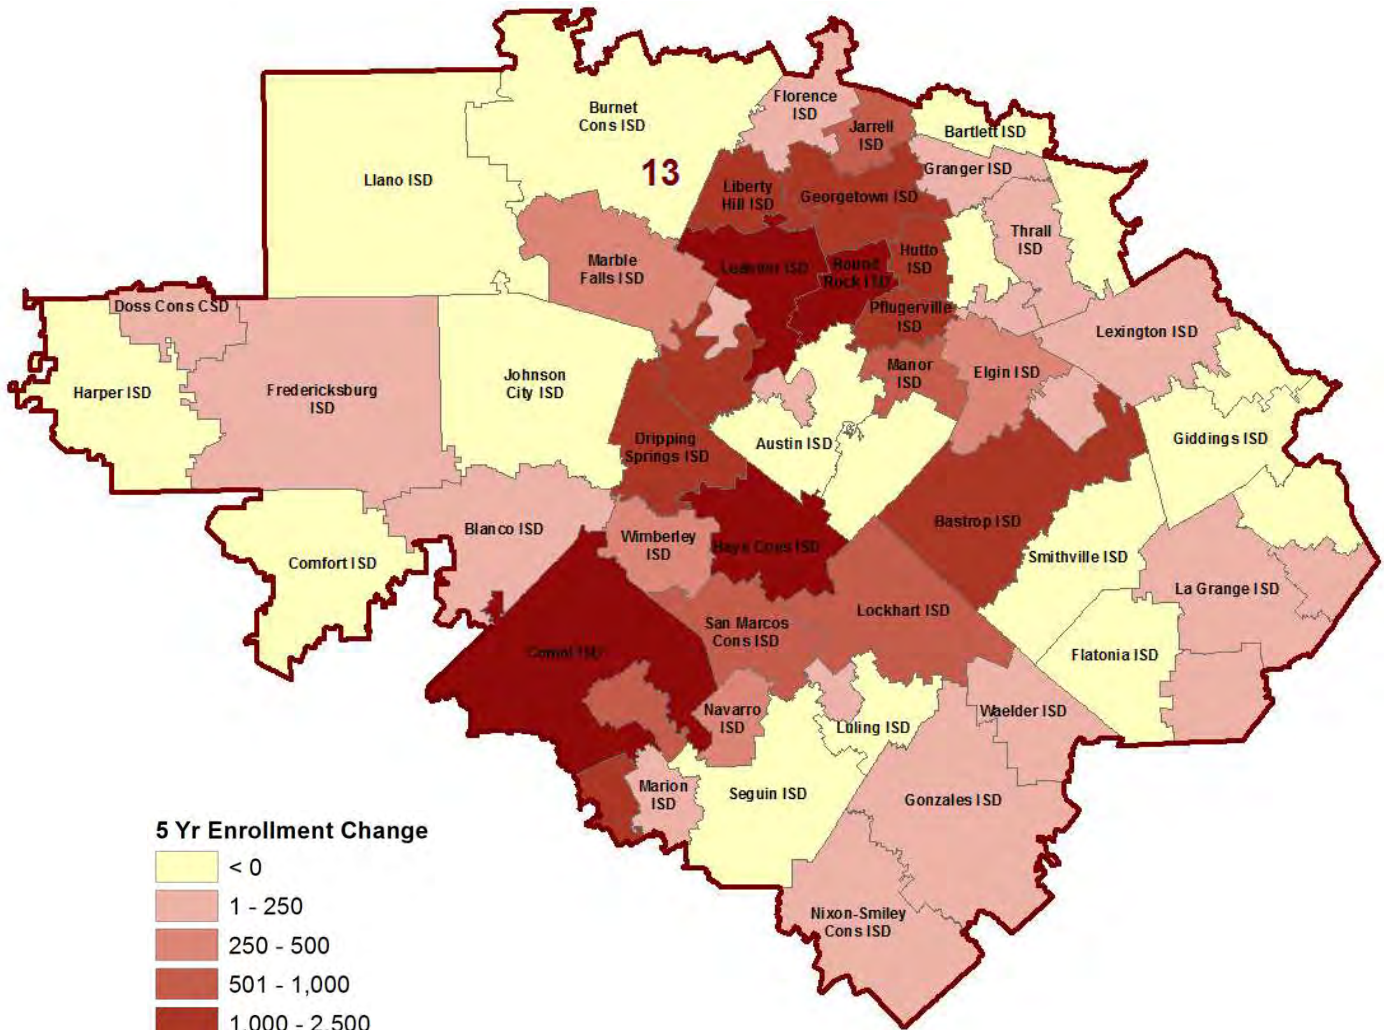 Florence
ISD
Burnet
Cons ISD
Jarrell
ISD
Bartlett ISD
13
Granger ISD
Llano ISD
Liberty
Hill ISD
Georgetown ISD
Thrall
ISD
Hutto
ISD
Marble
Falls ISD
Leander ISD
Round
Rock ISD
Doss Cons CSD
Pflugerville
ISD
Lexington ISD
Manor
ISD
Elgin ISD
Johnson
City ISD
Harper ISD
Fredericksburg
ISD
Dripping
Springs ISD
Austin ISD
Giddings ISD
Bastrop ISD
Blanco ISD
Wimberley
ISD
Hays Cons ISD
Smithville ISD
Comfort ISD
La Grange ISD
Lockhart ISD
San Marcos
Cons ISD
Comal ISD
Flatonia ISD
Navarro
ISD
Waelder ISD
Luling ISD
Marion
ISD
Seguin ISD
Gonzales ISD
Nixon-Smiley
Cons ISD
5 Yr Enrollment Change
< 0
1 - 250
250 - 500
501 - 1,000
1,000 - 2,500